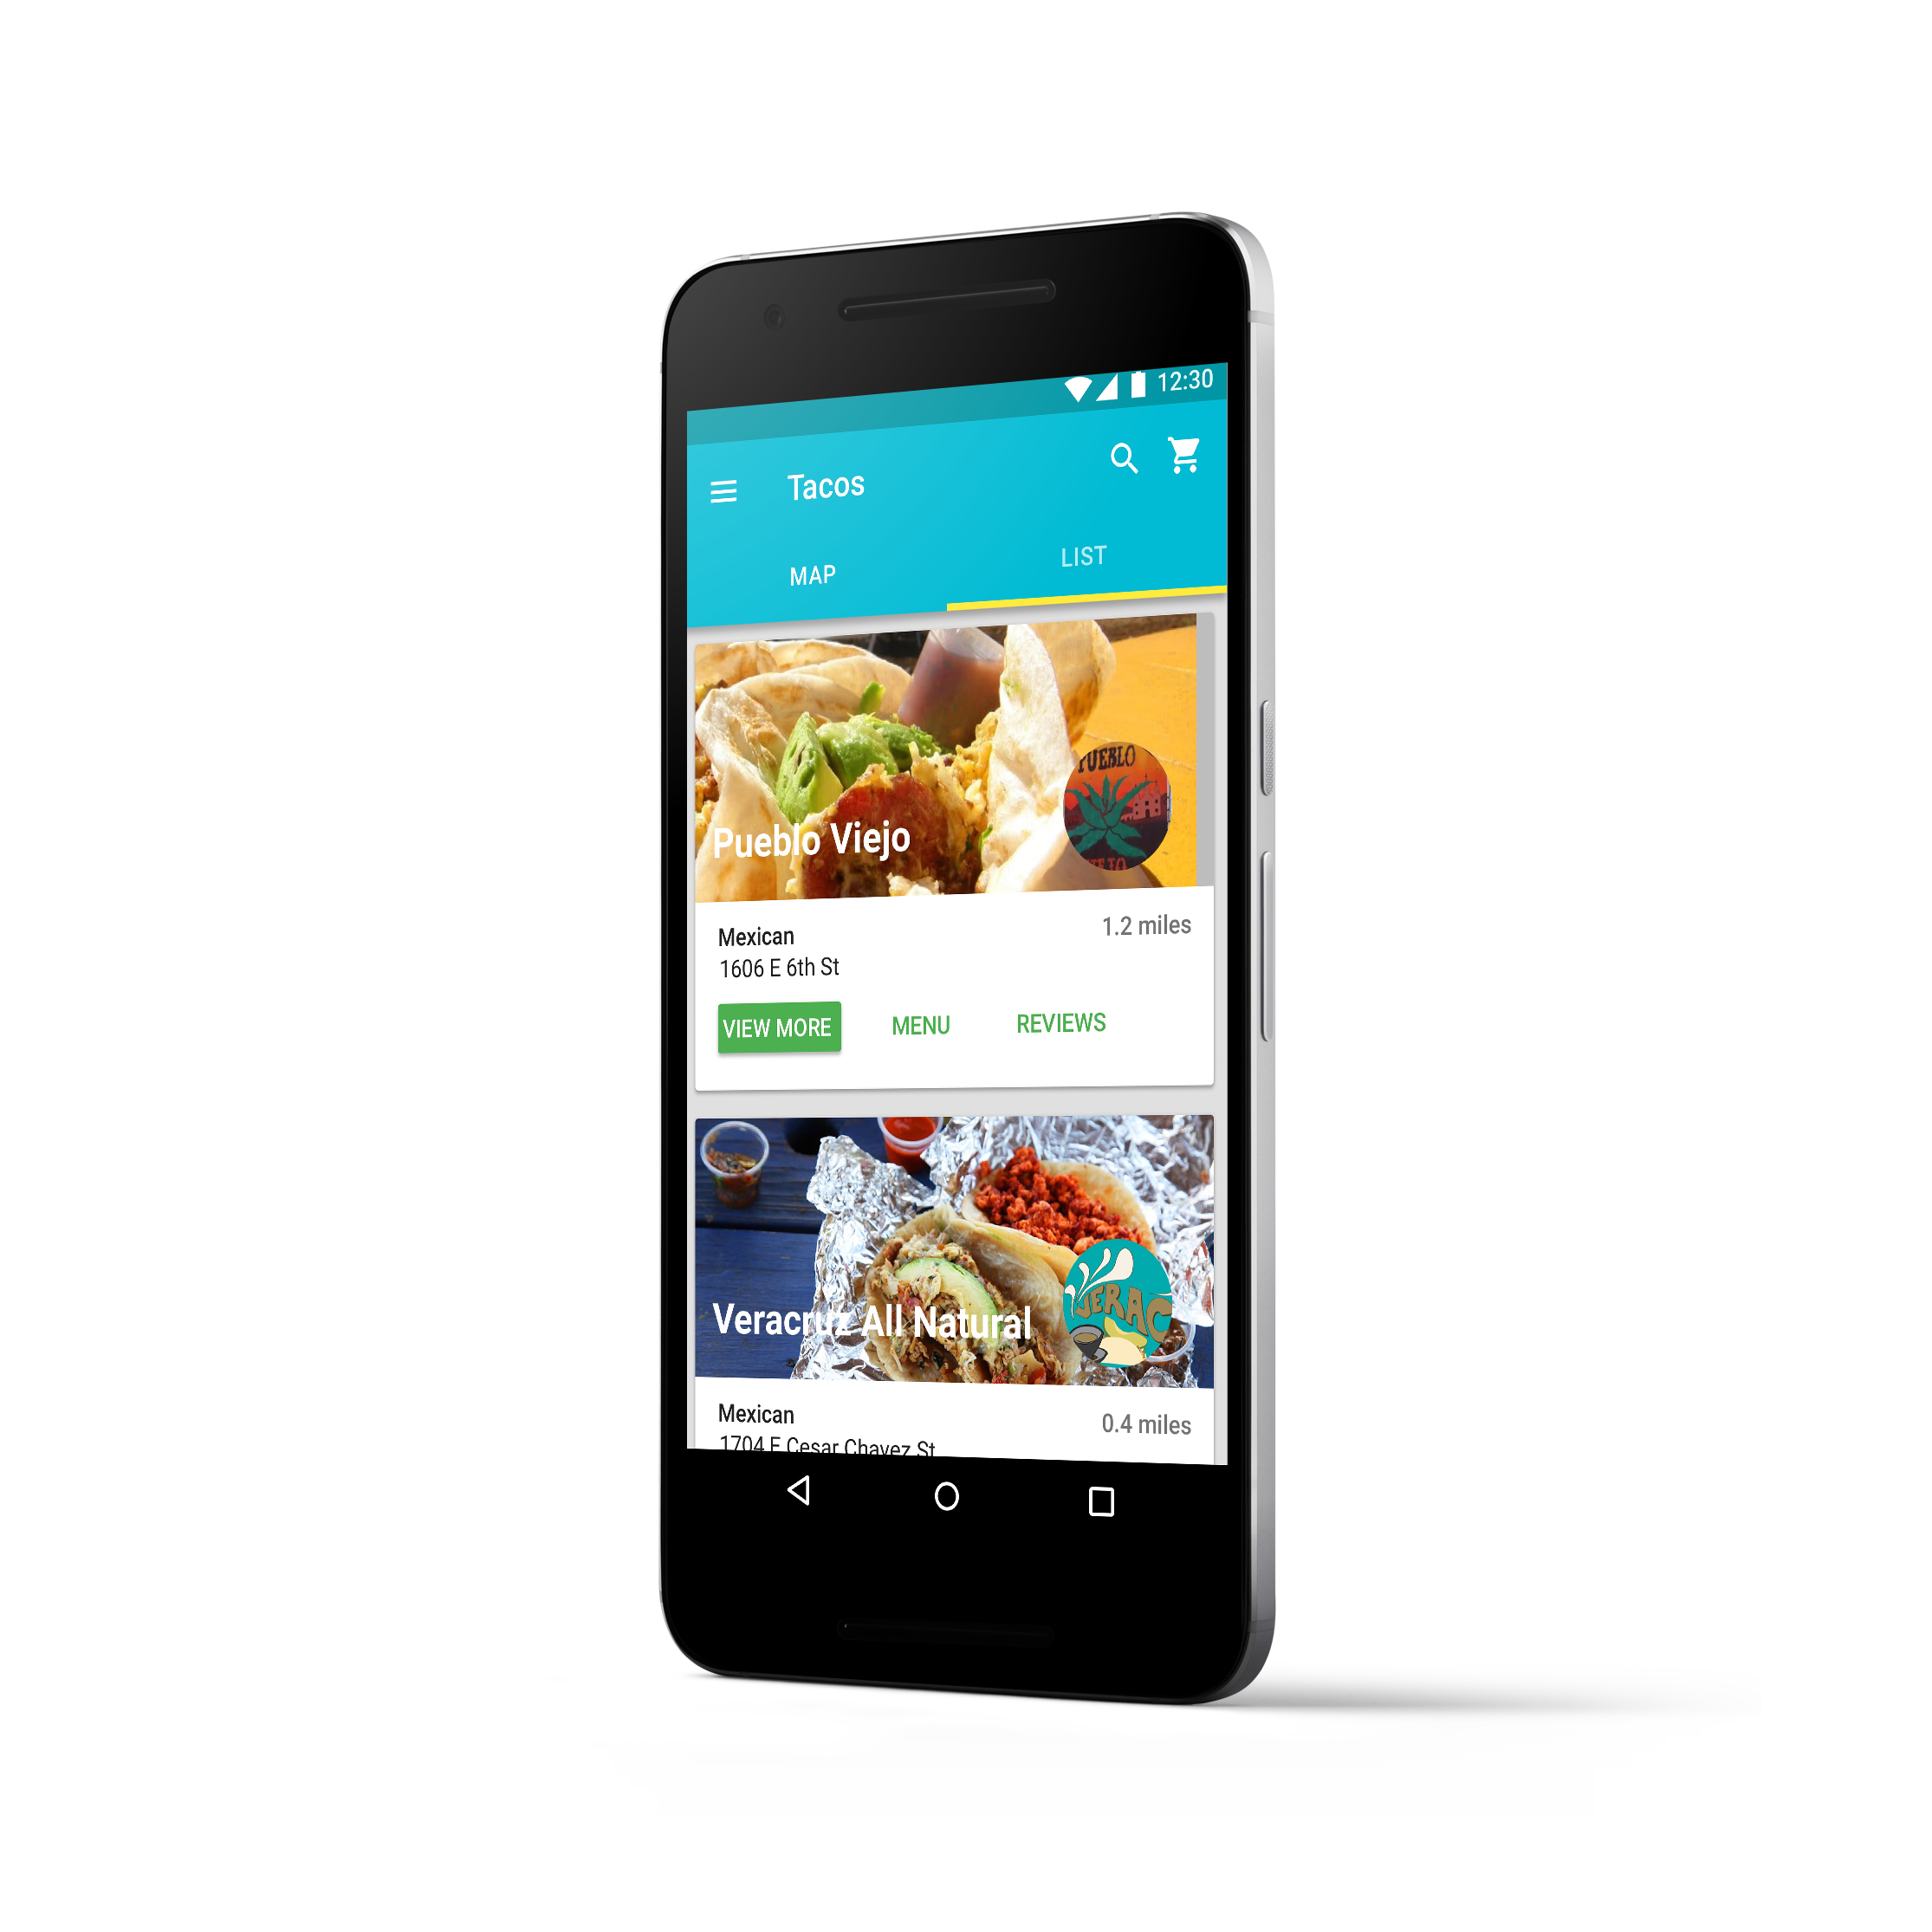 12:30
Tacos
MAP
LIST
PUEBLO
Pueblo Viejo
Mexican
1.2 miles
1606 E 6th St
VIEW MORE
MENU
REVIEWS
VERAC
Veracruz All Natural
Mexican
0.4 miles
1704 E Cesar Chavez St